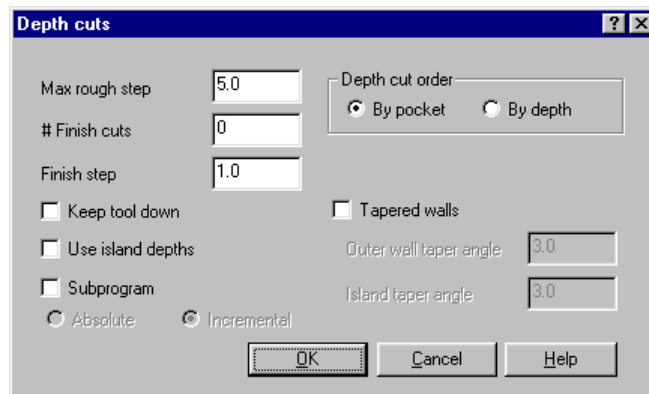 Depth cuts
Max rough step 5.0
# Finish cuts 0
Finish step 1.0
Depth cut order
By pocket By depth
Keep tool down
Use island depths
Subprogram
Absolute Incremental
Tapered walls
Outer wall taper angle 3.0
Island taper angle 3.0
OK Cancel Help